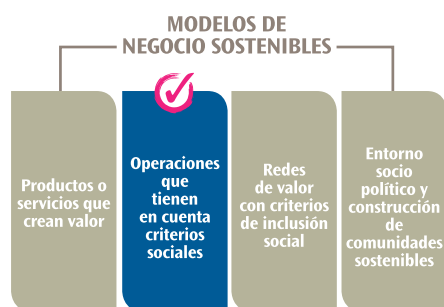 MODELOS DE
NEGOCIO SOSTENIBLES
Productos o
servicios que
crean valor
Operaciones
que
tienen
en cuenta
criterios
sociales
Redes
de valor
con criterios
de inclusión
social
Entorno
socio
político y
construcción
de
comunidades
sostenibles